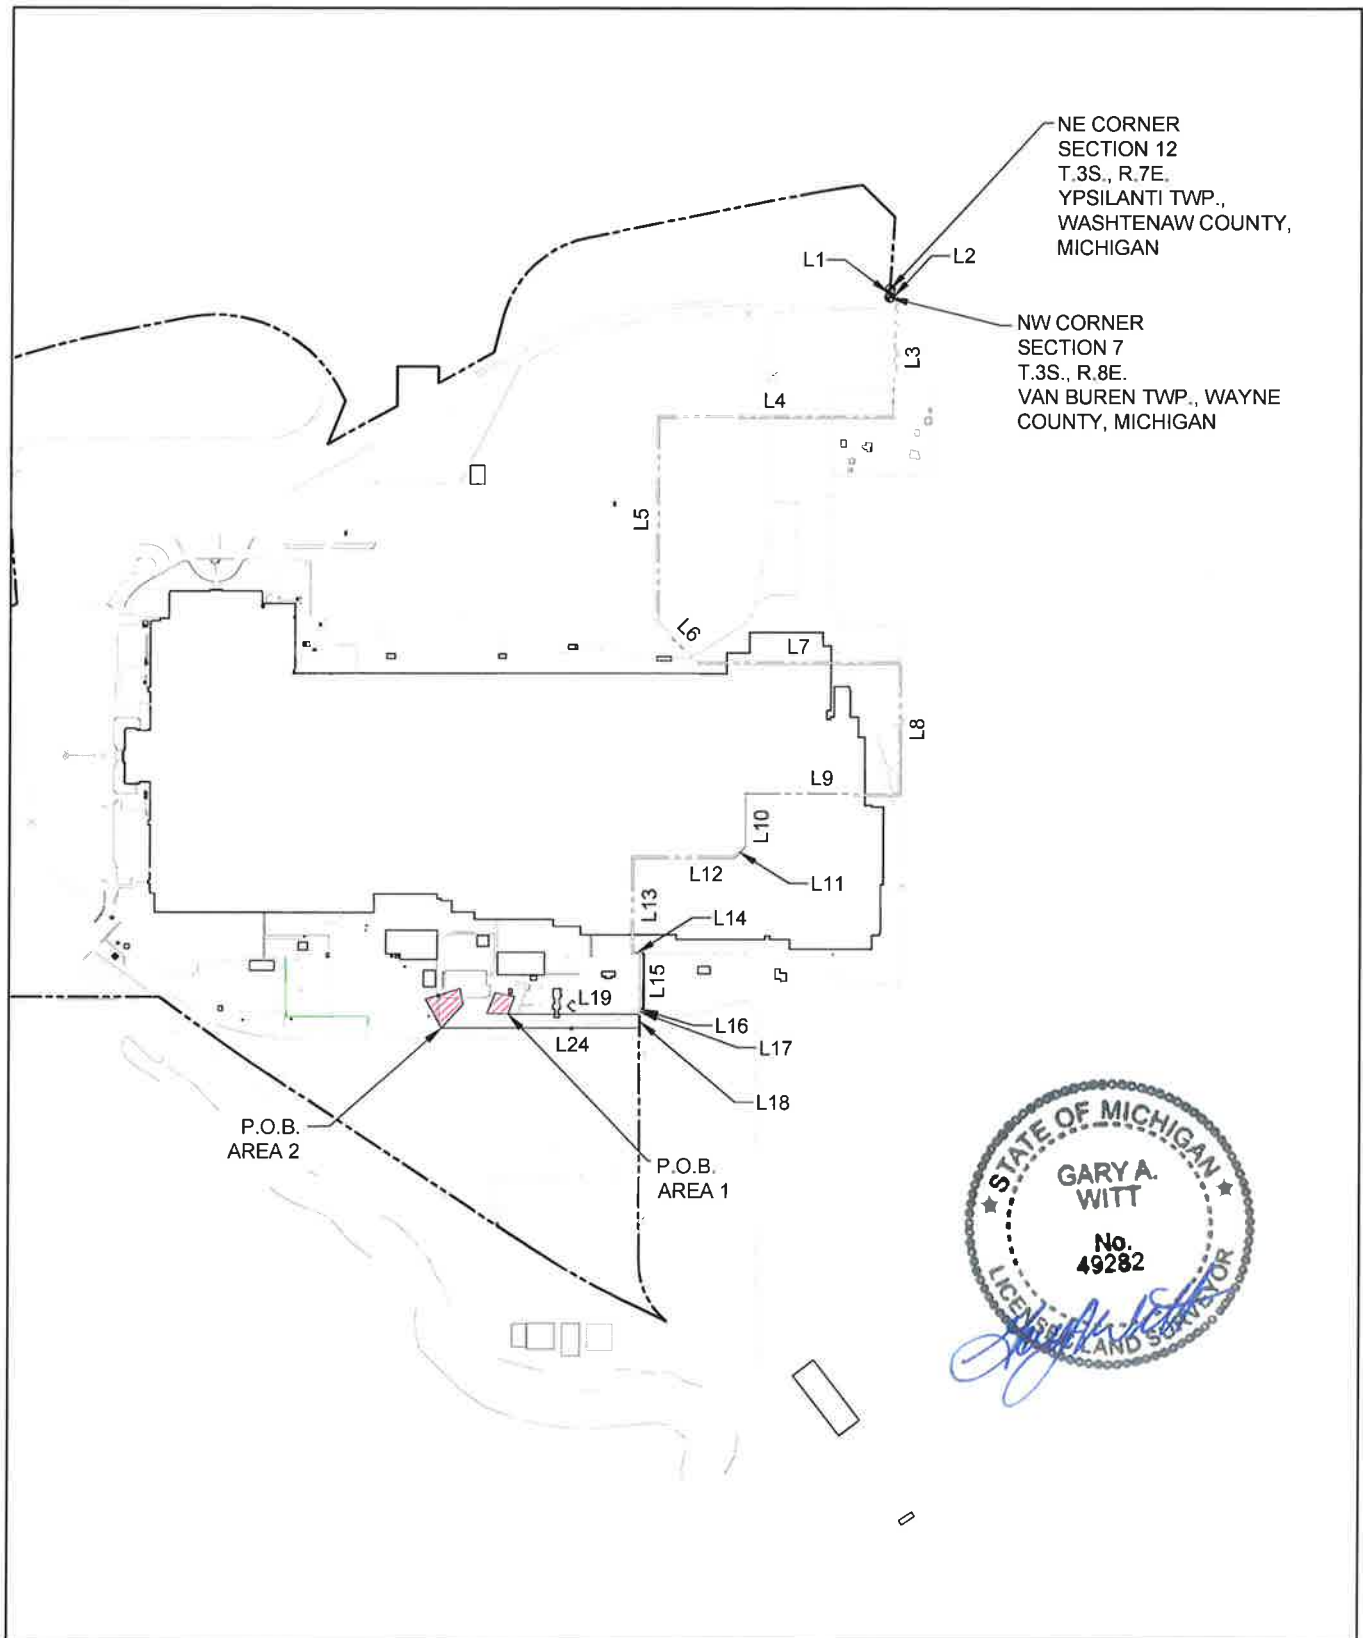 NE CORNER
SECTION 12
T.3S., R.7E.
YPSILANTI TWP.,
WASHTENAW COUNTY,
MICHIGAN
L1
L2
NW CORNER
SECTION 7
T.3S., R.8E.
VAN BUREN TWP., WAYNE
COUNTY, MICHIGAN
L3
L4
L5
L6
L7
L8
L9
L10
L11
L12
L13
L14
L15
L19
L16
L24
L17
L18
P.O.B.
AREA 2
P.O.B.
AREA 1
STATE OF MICHIGAN
GARY A.
WITT
No.
49282
LICENSED LAND SURVEYOR